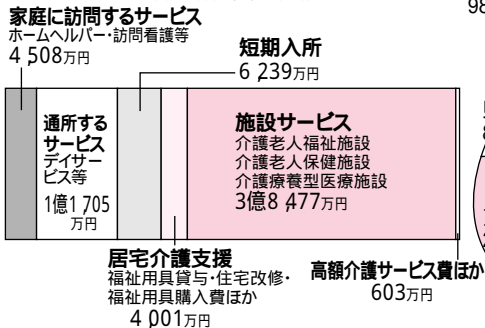 家庭に訪問するサービス
ホームヘルパー・訪問看護等
4,508万円
短期入所
6,239万円
通所する
サービス
デイサー
ビス等
1億1,705
万円
施設サービス
介護老人福祉施設
介護老人保健施設
介護療養型医療施設
3億8,477万円
居宅介護支援
福祉用具貸与・住宅改修・
福祉用具購入費ほか
4,001万円
高額介護サービス費ほか
603万円
98